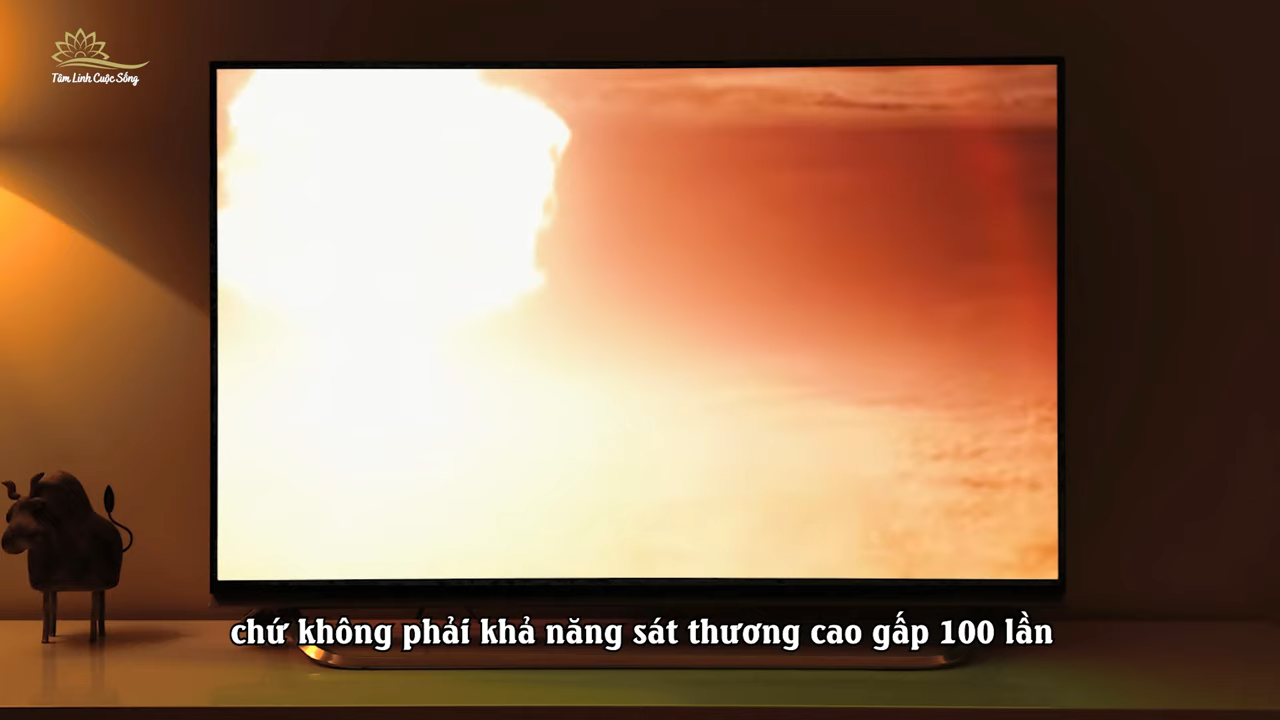 Tâm Linh Cuộc Sống
chứ không phải khả năng sát thương cao gấp 100 lần